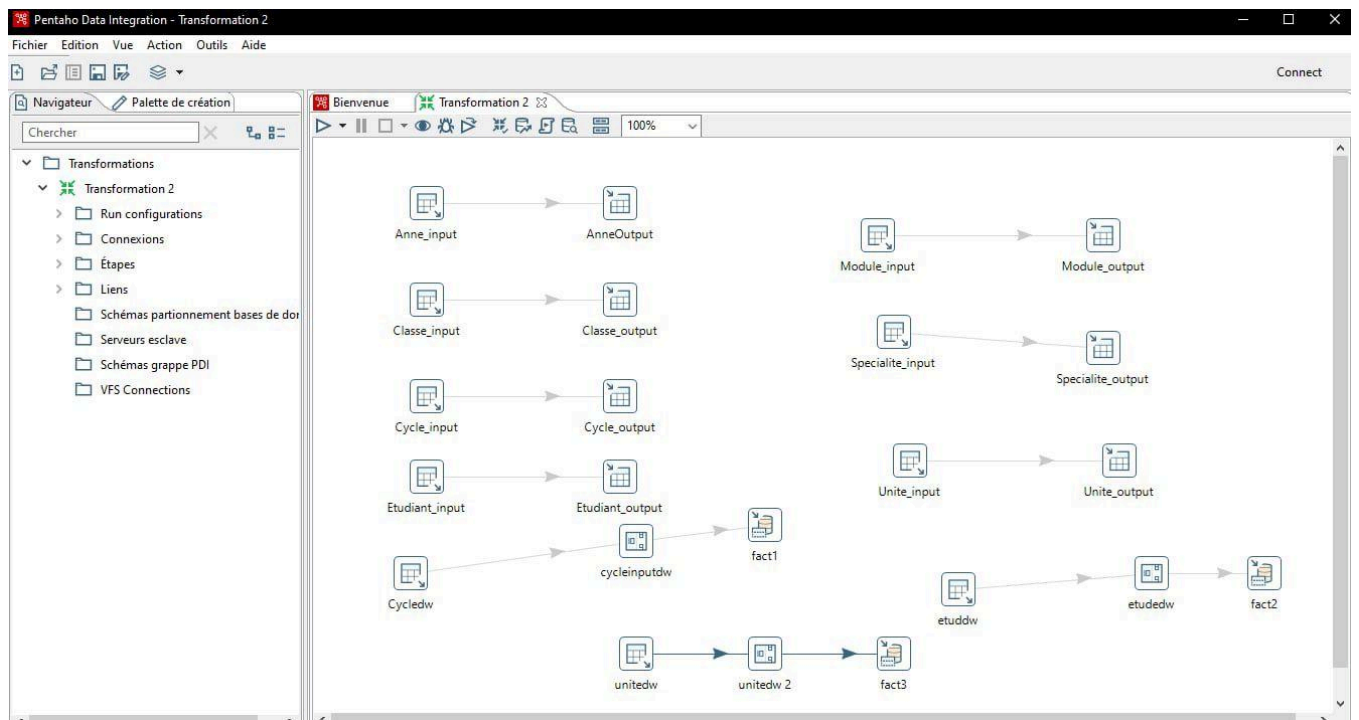 Pentaho Data Integration - Transformation 2
Fichier Edition Vue Action Outils Aide
Connect
Navigateur Palette de création
Bienvenue Transformation 2
Chercher
100%
Transformations
Transformation 2
Run configurations
Connexions
Étapes
Liens
Schémas partionnement bases de dor
Serveurs esclave
Schémas grappe PDI
VFS Connections
Anne_input AnneOutput
Module_input Module_output
Classe_input Classe_output
Specialite_input Specialite_output
Cycle_input Cycle_output
Unite_input Unite_output
Etudiant_input Etudiant_output
Cycledw cycleinputdw fact1
etuddw etudedw fact2
unitedw unitedw 2 fact3